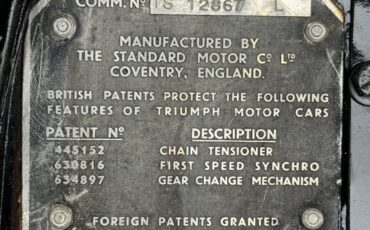 COMM. Nº TS 12867 L
MANUFACTURED BY
THE STANDARD MOTOR Cº Lᵀᴰ
COVENTRY, ENGLAND.
BRITISH PATENTS PROTECT THE FOLLOWING
FEATURES OF TRIUMPH MOTOR CARS
PATENT Nº DESCRIPTION
445152 CHAIN TENSIONER
630816 FIRST SPEED SYNCHRO
634897 GEAR CHANGE MECHANISM
FOREIGN PATENTS GRANTED